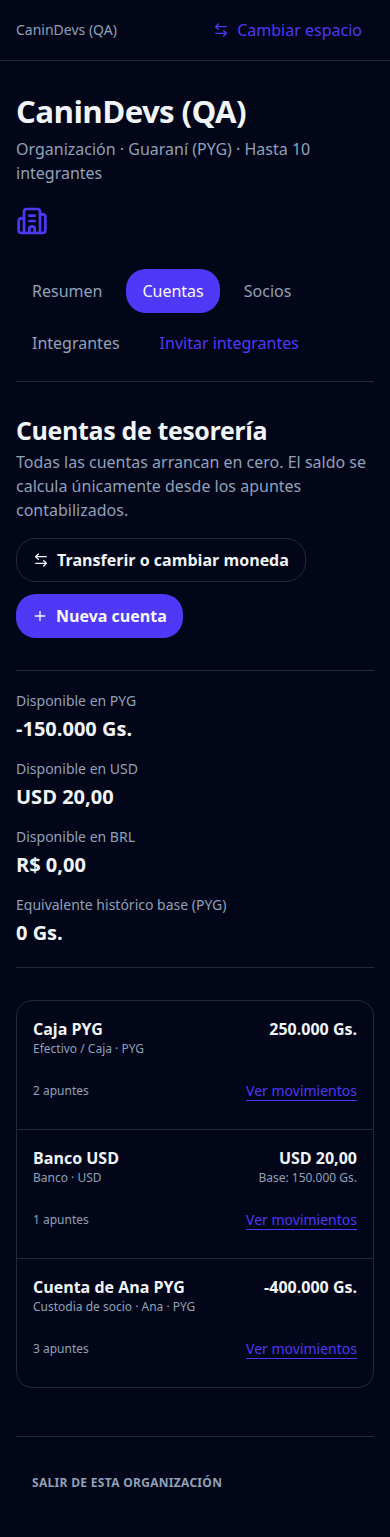 CaninDevs (QA)
Cambiar espacio
CaninDevs (QA)
Organización · Guaraní (PYG) · Hasta 10
integrantes
Resumen
Cuentas
Socios
Integrantes
Invitar integrantes
Cuentas de tesorería
Todas las cuentas arrancan en cero. El saldo se
calcula únicamente desde los apuntes
contabilizados.
Transferir o cambiar moneda
+ Nueva cuenta
Disponible en PYG
-150.000 Gs.
Disponible en USD
USD 20,00
Disponible en BRL
R$ 0,00
Equivalente histórico base (PYG)
0 Gs.
Caja PYG
250.000 Gs.
Efectivo / Caja · PYG
2 apuntes
Ver movimientos
Banco USD
USD 20,00
Banco · USD
Base: 150.000 Gs.
1 apuntes
Ver movimientos
Cuenta de Ana PYG
-400.000 Gs.
Custodia de socio · Ana · PYG
3 apuntes
Ver movimientos
SALIR DE ESTA ORGANIZACIÓN